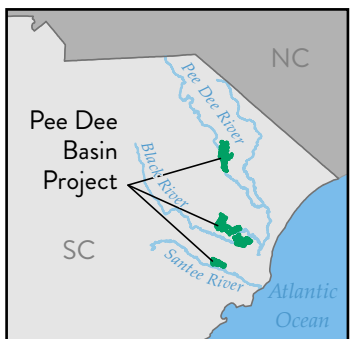 NC
Pee Dee River
Pee Dee
Basin
Project
Black River
SC
Santee River
Atlantic
Ocean